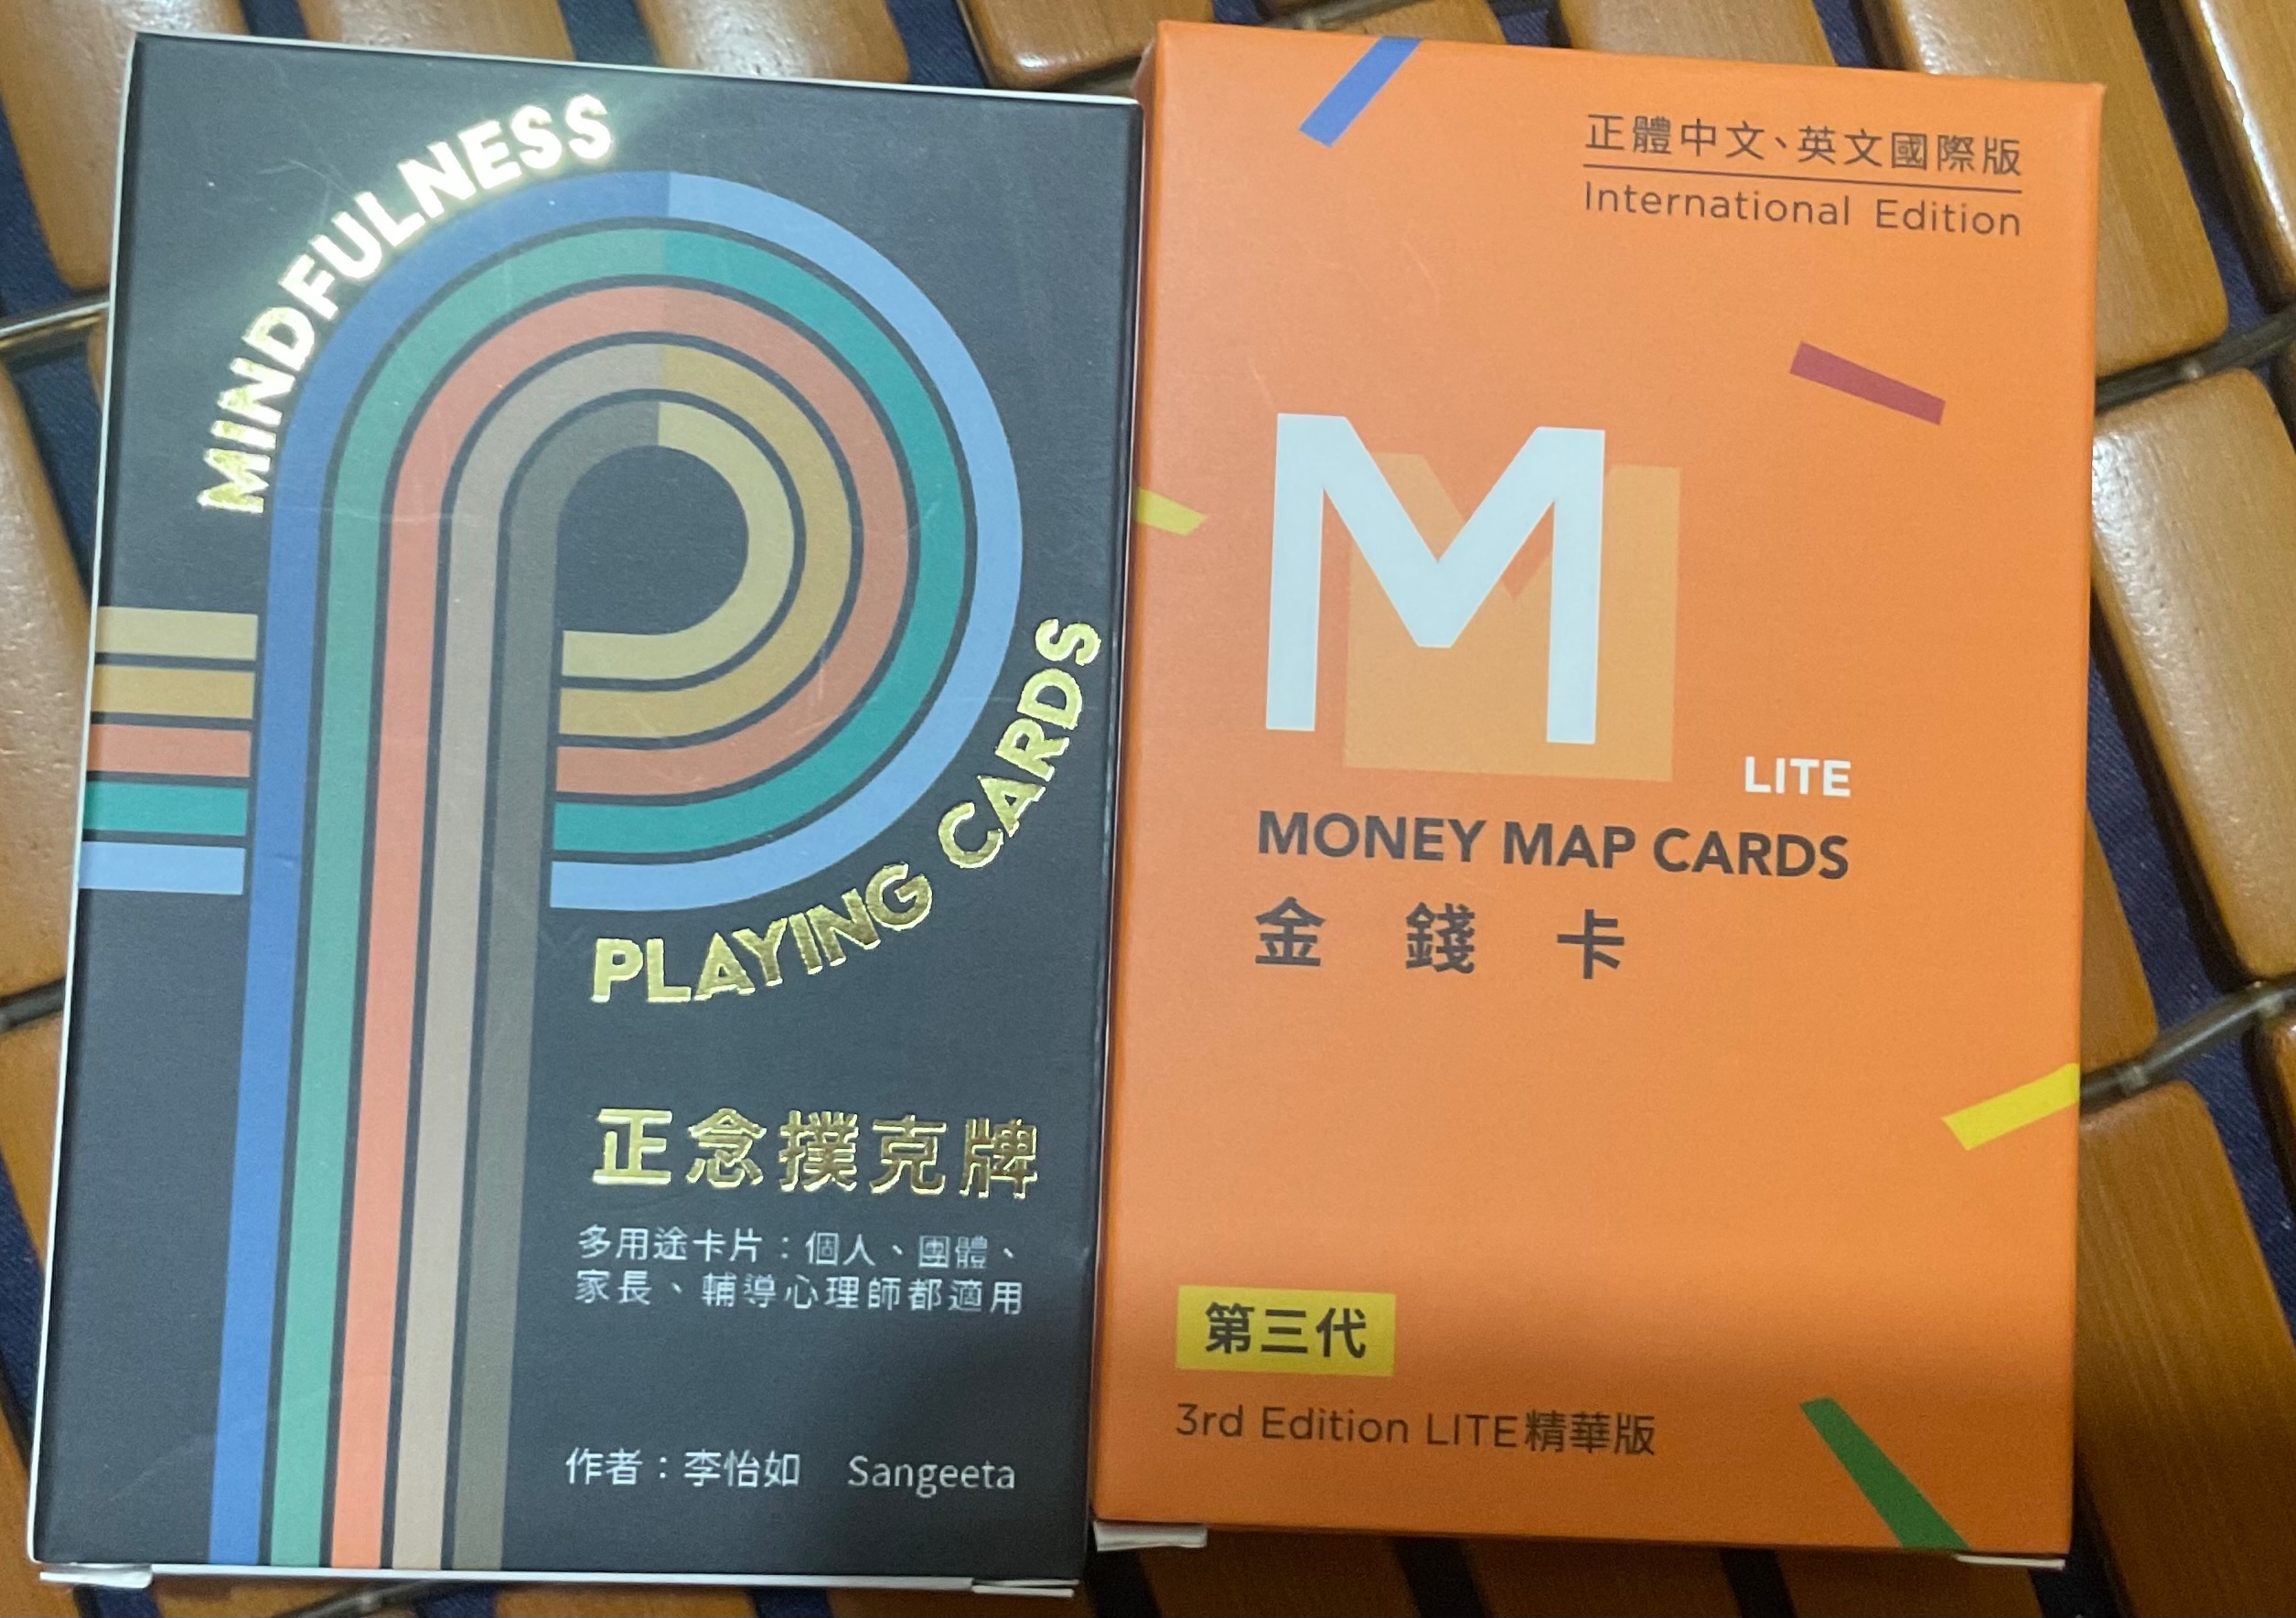 MINDFULNESS
PLAYING CARDS
正念撲克牌
多用途卡片：個人、團體、
家長、輔導心理師都適用
作者：李怡如 Sangeeta
正體中文、英文國際版
International Edition
M
LITE
MONEY MAP CARDS
金錢卡
第三代
3rd Edition LITE精華版